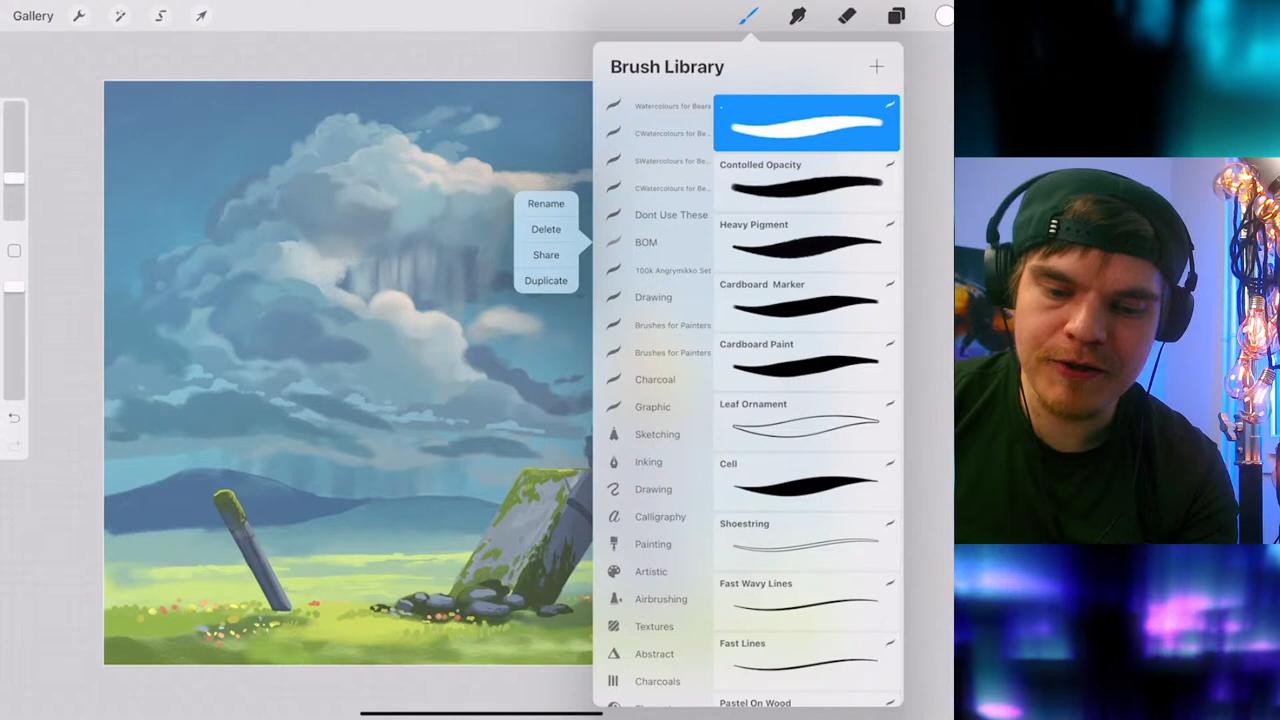 Gallery
Brush Library
Watercolours for Bears
CWatercolours for Be...
SWatercolours for Be...
CWatercolours for Be...
Dont Use These
BOM
100k Angrymikko Set
Drawing
Brushes for Painters
Brushes for Painters
Charcoal
Graphic
Sketching
Inking
Drawing
Calligraphy
Painting
Artistic
Airbrushing
Textures
Abstract
Charcoals
Contolled Opacity
Heavy Pigment
Cardboard Marker
Cardboard Paint
Leaf Ornament
Cell
Shoestring
Fast Wavy Lines
Fast Lines
Pastel On Wood
Rename
Delete
Share
Duplicate